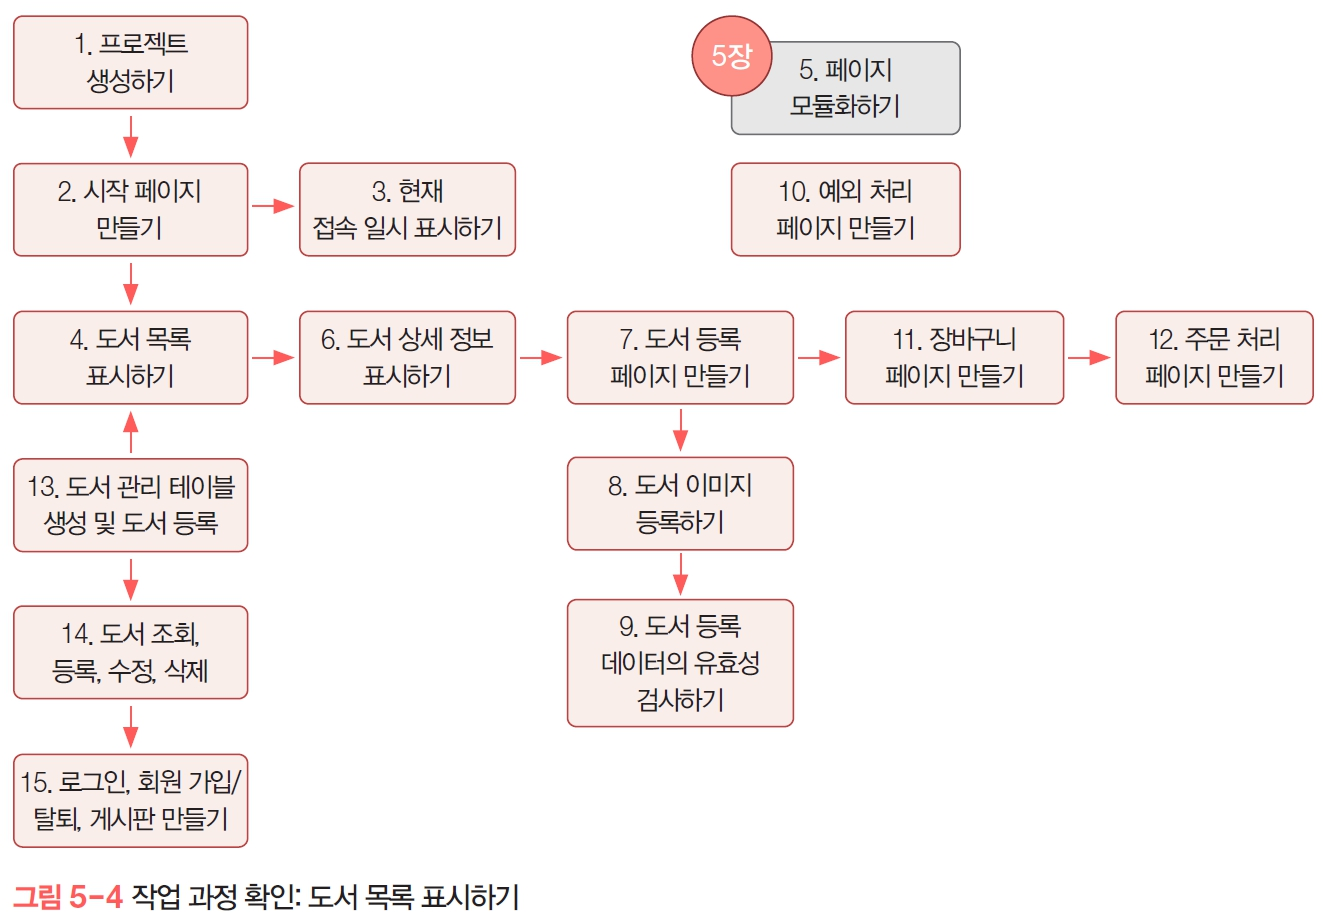 1. 프로젝트
생성하기
5장
5. 페이지
모듈화하기
2. 시작 페이지
만들기
3. 현재
접속 일시 표시하기
10. 예외 처리
페이지 만들기
4. 도서 목록
표시하기
6. 도서 상세 정보
표시하기
7. 도서 등록
페이지 만들기
11. 장바구니
페이지 만들기
12. 주문 처리
페이지 만들기
13. 도서 관리 테이블
생성 및 도서 등록
8. 도서 이미지
등록하기
14. 도서 조회,
등록, 수정, 삭제
9. 도서 등록
데이터의 유효성
검사하기
15. 로그인, 회원 가입/
탈퇴, 게시판 만들기
그림 5-4 작업 과정 확인: 도서 목록 표시하기